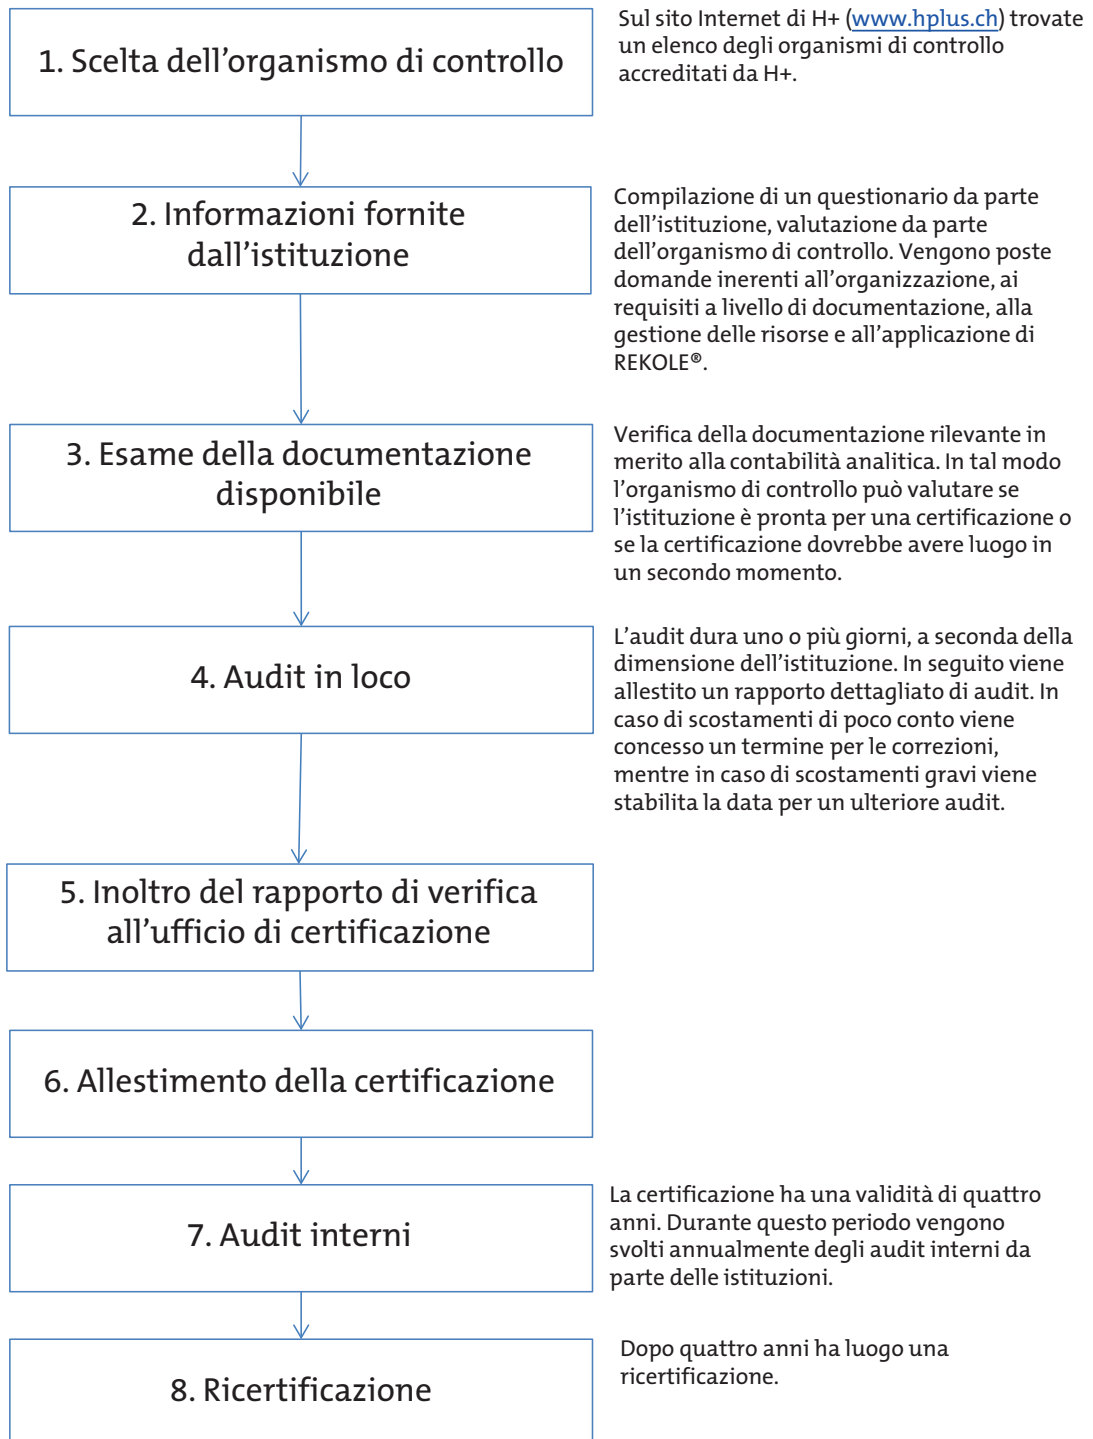 1. Scelta dell'organismo di controllo
Sul sito Internet di H+ (www.hplus.ch) trovate
un elenco degli organismi di controllo
accreditati da H+.
2. Informazioni fornite
dall'istituzione
Compilazione di un questionario da parte
dell'istituzione, valutazione da parte
dell'organismo di controllo. Vengono poste
domande inerenti all'organizzazione, ai
requisiti a livello di documentazione, alla
gestione delle risorse e all'applicazione di
REKOLE®.
3. Esame della documentazione
disponibile
Verifica della documentazione rilevante in
merito alla contabilità analitica. In tal modo
l'organismo di controllo può valutare se
l'istituzione è pronta per una certificazione o
se la certificazione dovrebbe avere luogo in
un secondo momento.
4. Audit in loco
L'audit dura uno o più giorni, a seconda della
dimensione dell'istituzione. In seguito viene
allestito un rapporto dettagliato di audit. In
caso di scostamenti di poco conto viene
concesso un termine per le correzioni,
mentre in caso di scostamenti gravi viene
stabilita la data per un ulteriore audit.
5. Inoltro del rapporto di verifica
all'ufficio di certificazione
6. Allestimento della certificazione
7. Audit interni
La certificazione ha una validità di quattro
anni. Durante questo periodo vengono
svolti annualmente degli audit interni da
parte delle istituzioni.
8. Ricertificazione
Dopo quattro anni ha luogo una
ricertificazione.